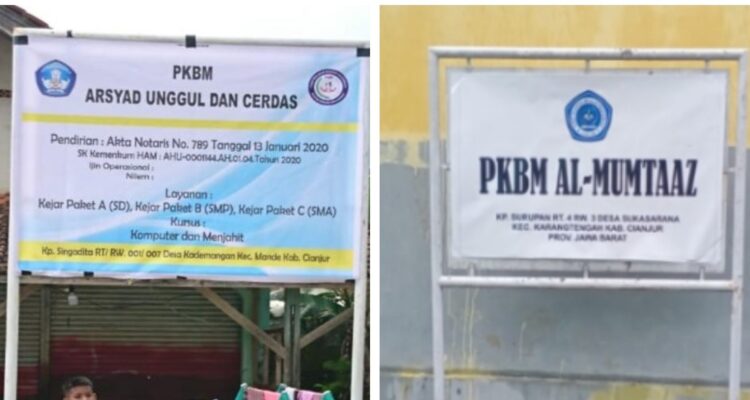 PKBM
ARSYAD UNGGUL DAN CERDAS
Pendirian : Akta Notaris No. 789 Tanggal 13 Januari 2020
SK Kemenkum HAM : AHU-0001144.AH.01.04.Tahun 2020
Ijin Operasional :
Nilem :
Layanan :
Kejar Paket A (SD), Kejar Paket B (SMP), Kejar Paket C (SMA)
Kursus :
Komputer dan Menjahit
Kp. Singadita RT/ RW. 001/ 007 Desa Kademangan Kec. Mande Kab. Cianjur
PKBM AL-MUMTAAZ
KP. SURUPAN RT. 4 RW. 3 DESA SUKASARANA
KEC. KARANGTENGAH KAB. CIANJUR
PROV. JAWA BARAT